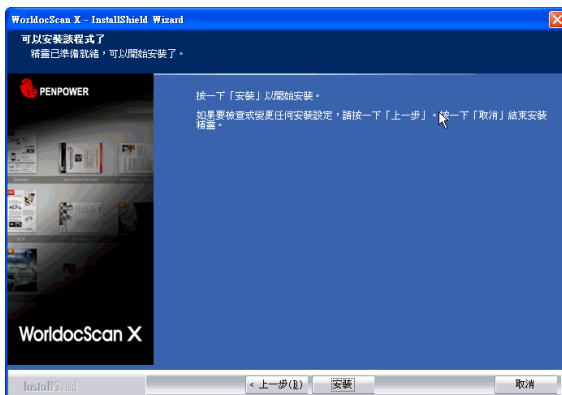 WorldocScan X - InstallShield Wizard
可以安裝該程式了
精靈已準備就緒，可以開始安裝了。
PENPOWER
按一下「安裝」以開始安裝。
如果要檢查或變更任何安裝設定，請按一下「上一步」。按一下「取消」結束安裝
精靈。
WorldocScan X
InstallShield
< 上一步(B)
安裝
取消